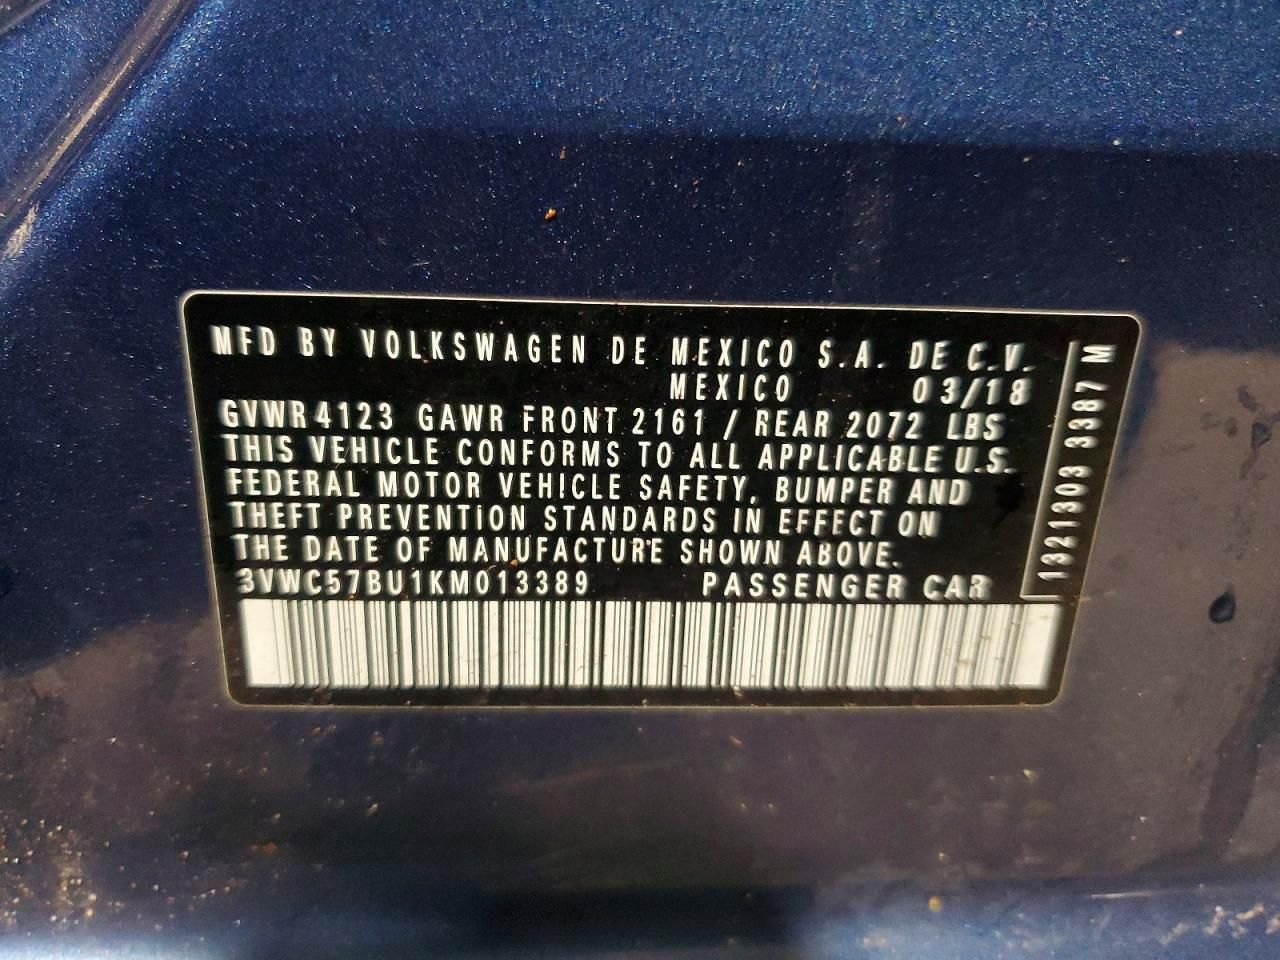 MFD BY VOLKSWAGEN DE MEXICO S.A. DE C.V.
MEXICO 03/18
GVWR 4123 GAWR FRONT 2161 / REAR 2072 LBS
THIS VEHICLE CONFORMS TO ALL APPLICABLE U.S.
FEDERAL MOTOR VEHICLE SAFETY, BUMPER AND
THEFT PREVENTION STANDARDS IN EFFECT ON
THE DATE OF MANUFACTURE SHOWN ABOVE.
3VWC57BU1KM013389 PASSENGER CAR
1321303 3387 M